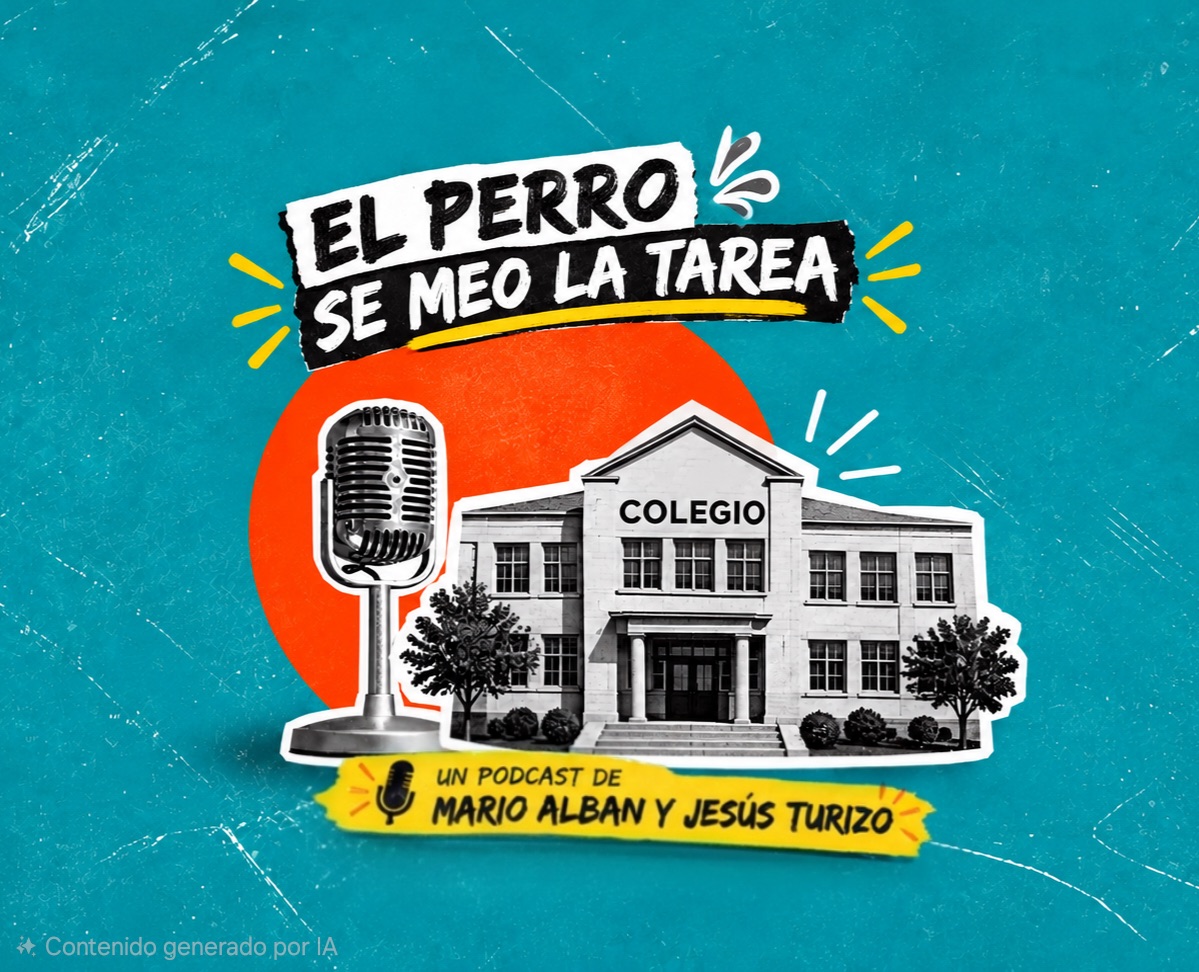 EL PERRO
SE MEO LA TAREA
COLEGIO
UN PODCAST DE
MARIO ALBAN Y JESÚS TURIZO
Contenido generado por IA